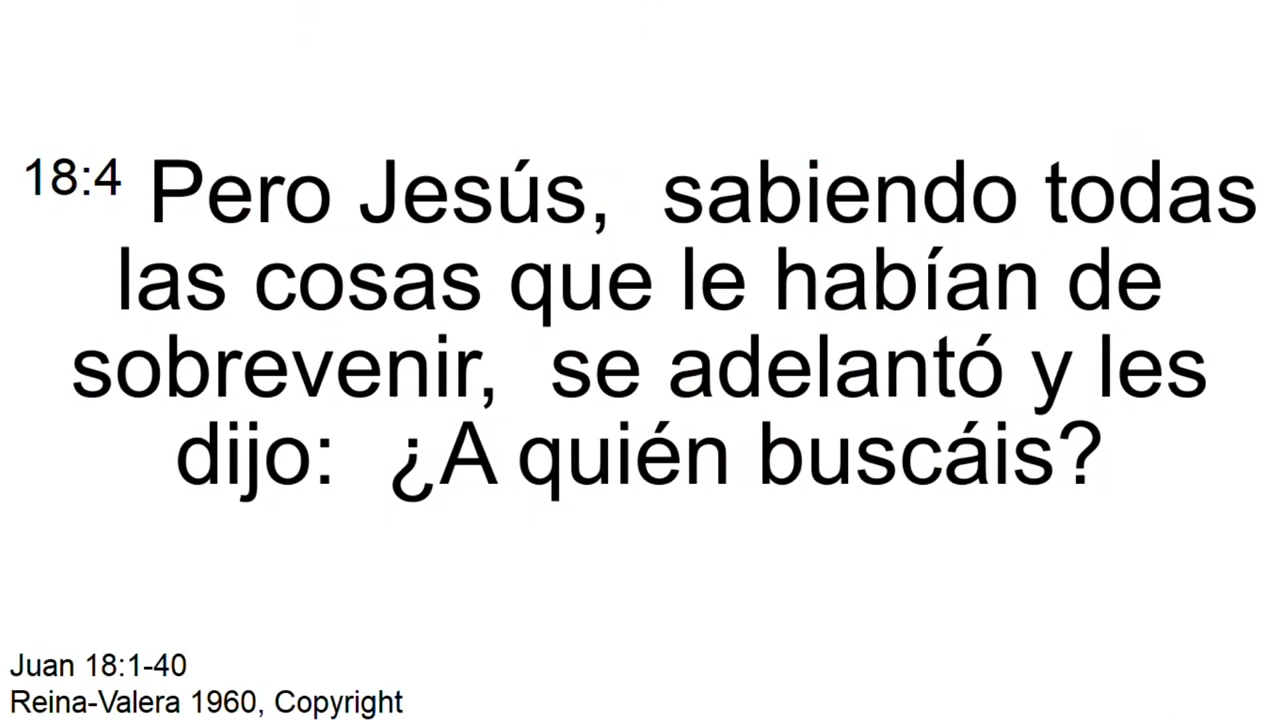 18:4 Pero Jesús, sabiendo todas
las cosas que le habían de
sobrevenir, se adelantó y les
dijo: ¿A quién buscáis?
Juan 18:1-40
Reina-Valera 1960, Copyright